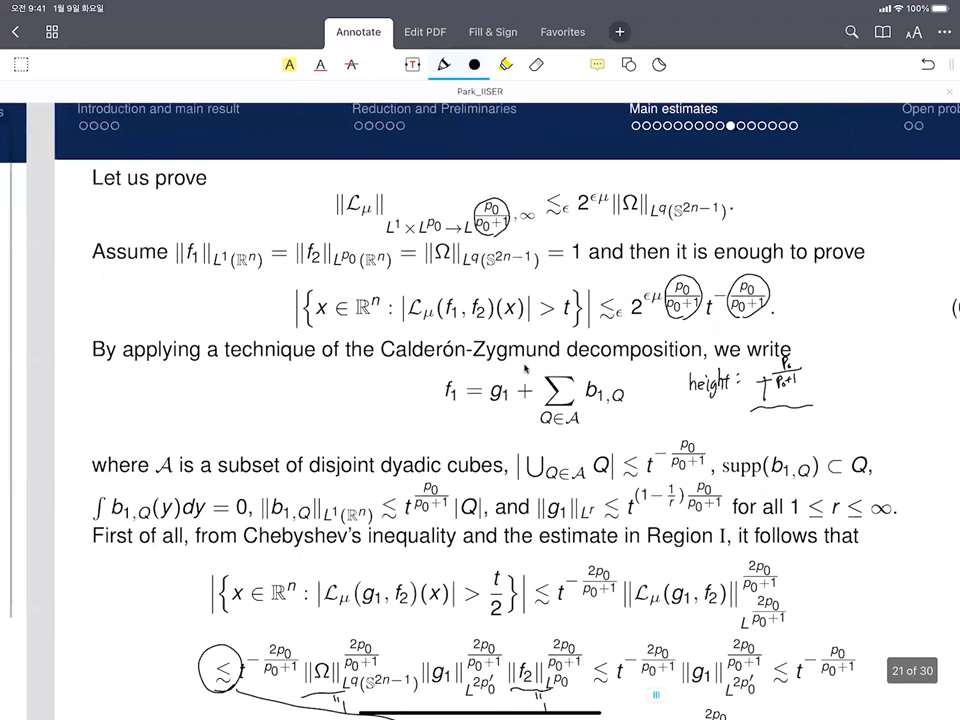 오전 9:41 1월 9일 화요일 100%
Annotate Edit PDF Fill & Sign Favorites
Park_IISER
s Introduction and main result Reduction and Preliminaries Main estimates Open prob
Let us prove
‖ℒ_μ‖_{L^1×L^{p_0}→L^{p_0/(p_0+1),∞}} ≲_ε 2^{εμ}‖Ω‖_{L^q(𝕊^{2n−1})}.
Assume ‖f_1‖_{L^1(ℝ^n)} = ‖f_2‖_{L^{p_0}(ℝ^n)} = ‖Ω‖_{L^q(𝕊^{2n−1})} = 1 and then it is enough to prove
|{x ∈ ℝ^n : |ℒ_μ(f_1, f_2)(x)| > t}| ≲_ε 2^{εμ p_0/(p_0+1)} t^{−p_0/(p_0+1)}. (
By applying a technique of the Calderón-Zygmund decomposition, we write
f_1 = g_1 + ∑_{Q∈𝒜} b_{1,Q} height : t^{p_0/(p_0+1)}
where 𝒜 is a subset of disjoint dyadic cubes, |⋃_{Q∈𝒜} Q| ≲ t^{−p_0/(p_0+1)}, supp(b_{1,Q}) ⊂ Q,
∫ b_{1,Q}(y)dy = 0, ‖b_{1,Q}‖_{L^1(ℝ^n)} ≲ t^{p_0/(p_0+1)}|Q|, and ‖g_1‖_{L^r} ≲ t^{(1−1/r) p_0/(p_0+1)} for all 1 ≤ r ≤ ∞.
First of all, from Chebyshev's inequality and the estimate in Region I, it follows that
|{x ∈ ℝ^n : |ℒ_μ(g_1, f_2)(x)| > t/2}| ≲ t^{−2p_0/(p_0+1)} ‖ℒ_μ(g_1, f_2)‖_{L^{2p_0/(p_0+1)}}^{2p_0/(p_0+1)}
≲ t^{−2p_0/(p_0+1)} ‖Ω‖_{L^q(𝕊^{2n−1})}^{2p_0/(p_0+1)} ‖g_1‖_{L^{2p_0'}}^{2p_0/(p_0+1)} ‖f_2‖_{L^{p_0}}^{2p_0/(p_0+1)} ≲ t^{−2p_0/(p_0+1)} ‖g_1‖_{L^{2p_0'}}^{2p_0/(p_0+1)} ≲ t^{−p_0/(p_0+1)}
21 of 30
2p_0